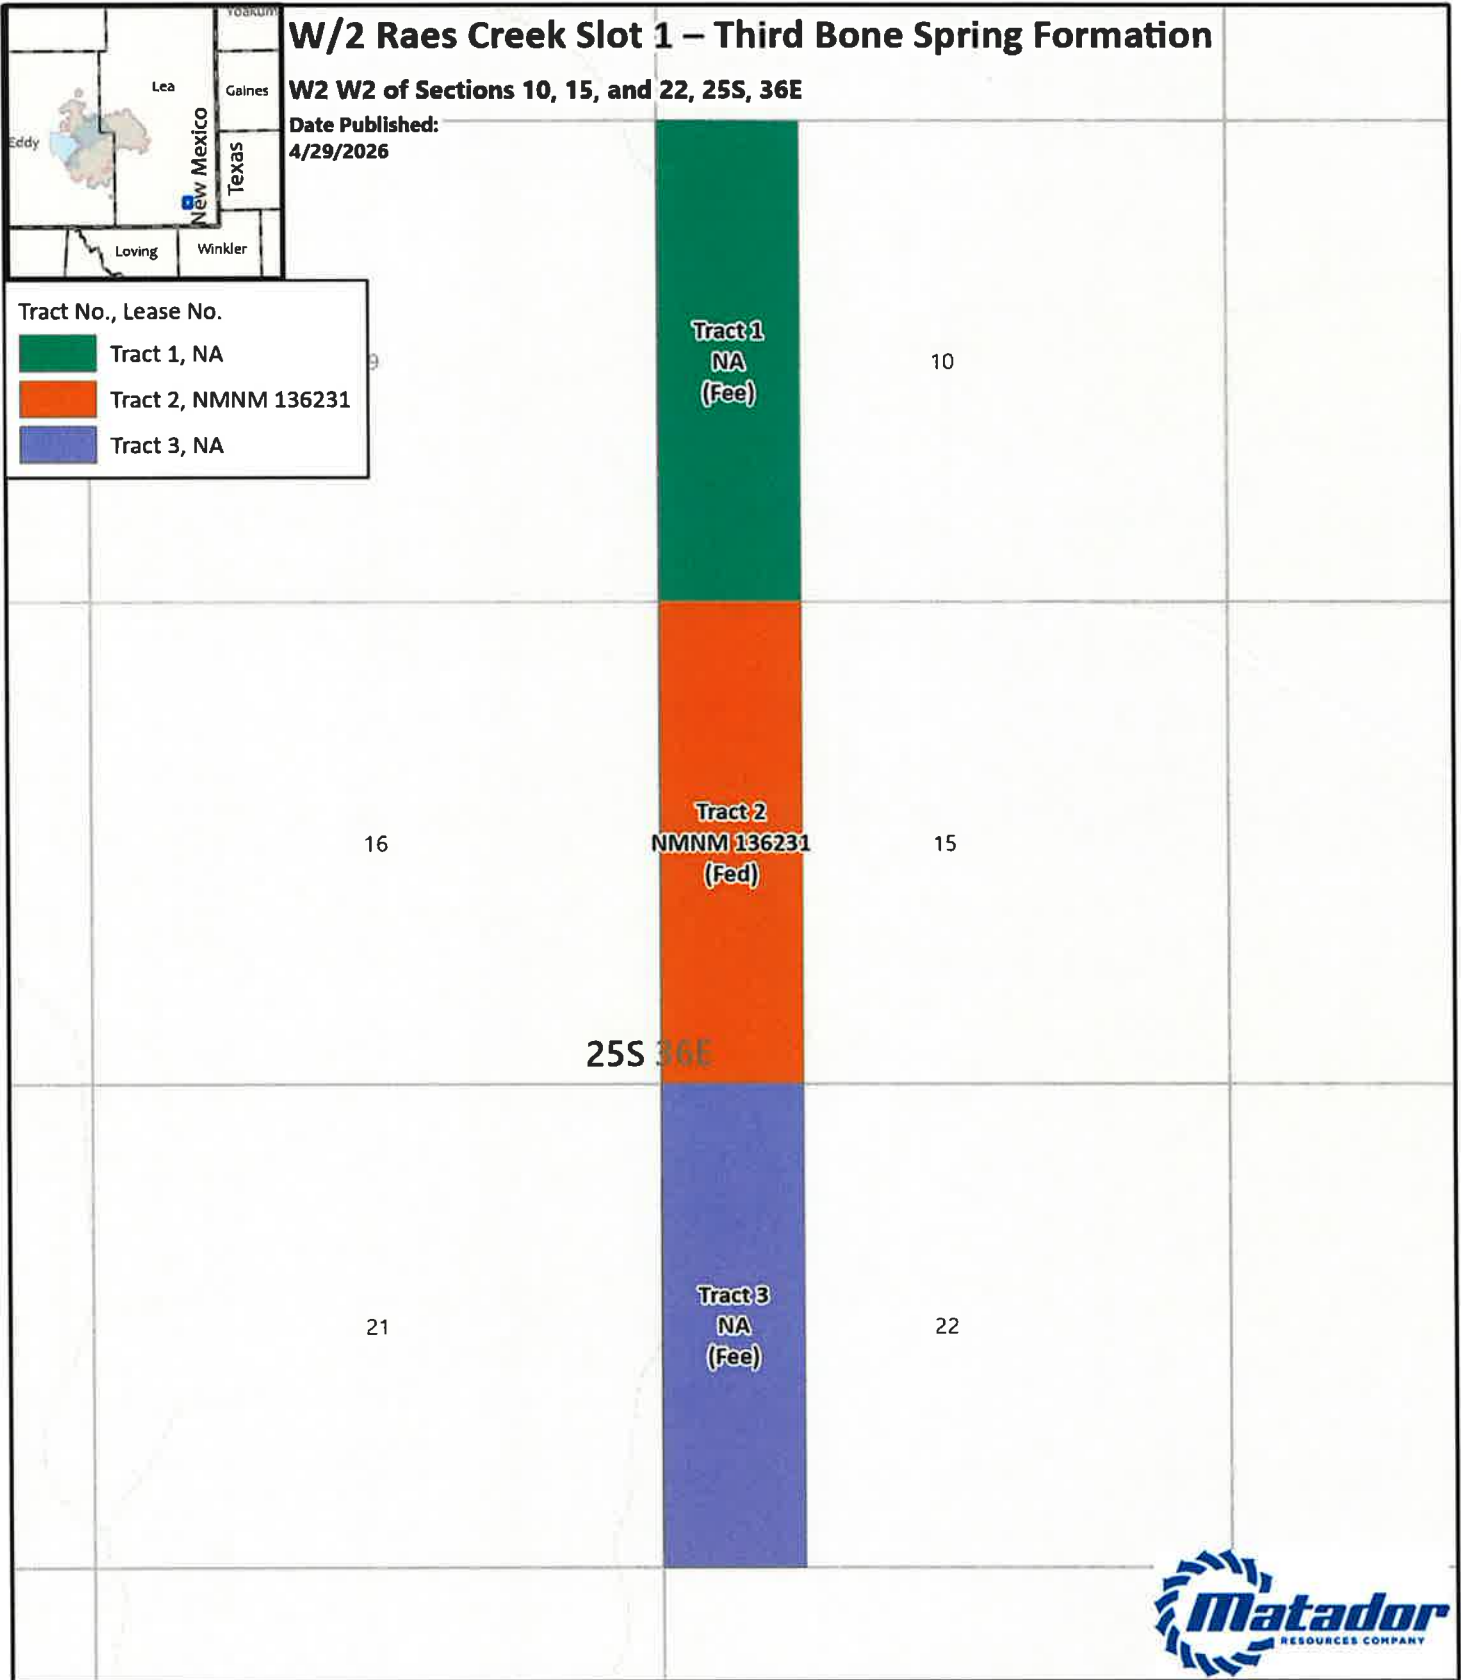 W/2 Raes Creek Slot 1 – Third Bone Spring Formation
W2 W2 of Sections 10, 15, and 22, 25S, 36E
Date Published:
4/29/2026
Yoakum
Lea
Gaines
Eddy
New Mexico
Texas
Loving
Winkler
Tract No., Lease No.
Tract 1, NA
Tract 2, NMNM 136231
Tract 3, NA
9
Tract 1
NA
(Fee)
10
16
Tract 2
NMNM 136231
(Fed)
15
25S 36E
21
Tract 3
NA
(Fee)
22
Matador
RESOURCES COMPANY